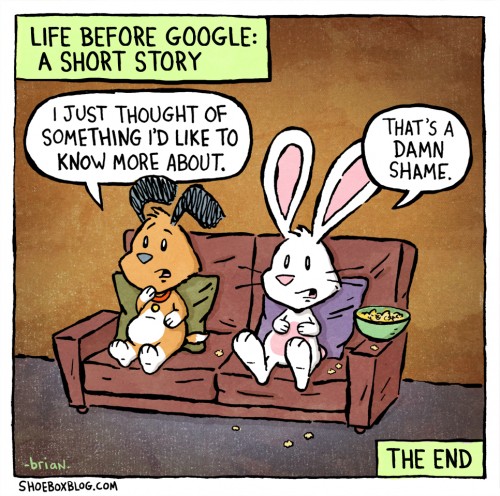 LIFE BEFORE GOOGLE:
A SHORT STORY
I JUST THOUGHT OF
SOMETHING I'D LIKE TO
KNOW MORE ABOUT.
THAT'S A
DAMN
SHAME.
-brian.
THE END
SHOEBOXBLOG.COM